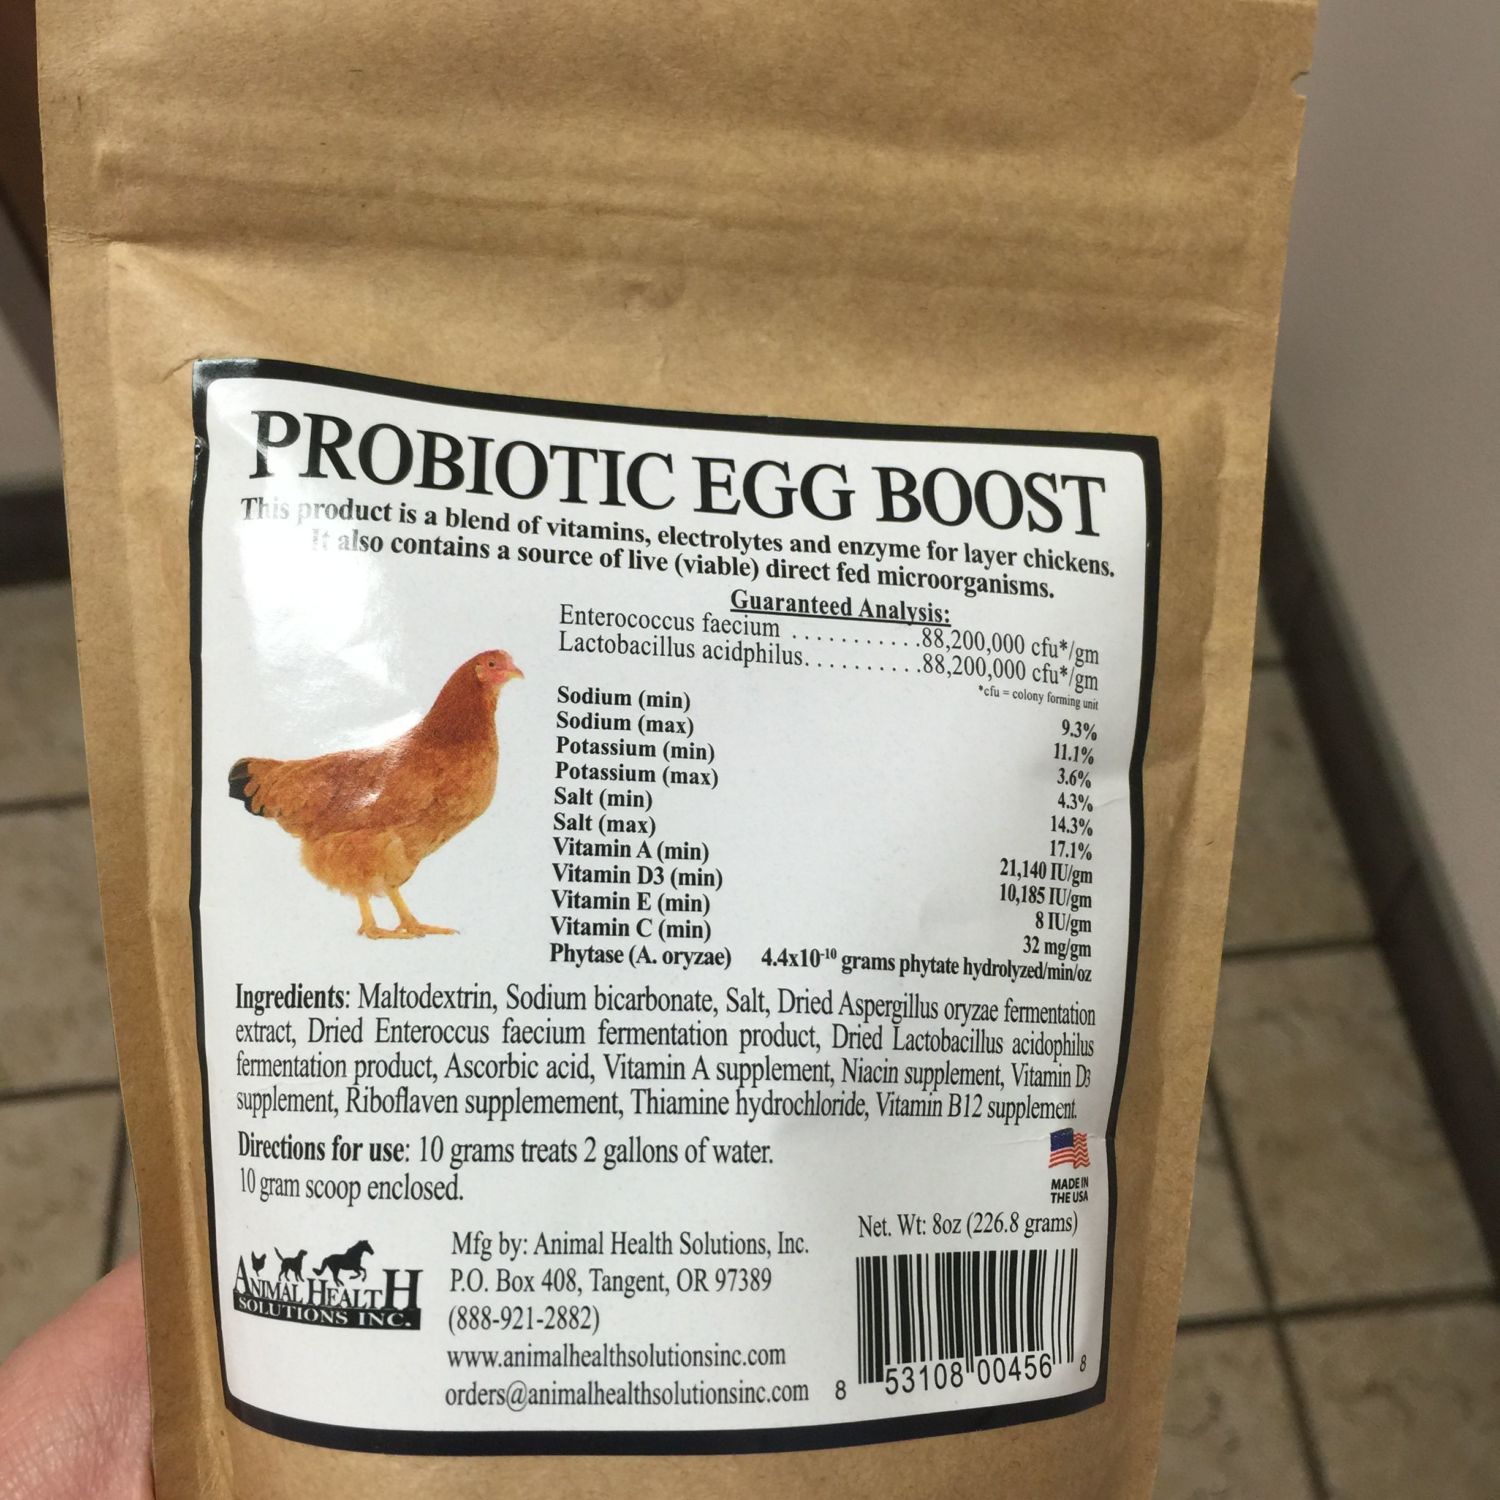 PROBIOTIC EGG BOOST
This product is a blend of vitamins, electrolytes and enzyme for layer chickens.
It also contains a source of live (viable) direct fed microorganisms.
Guaranteed Analysis:
Enterococcus faecium ...........88,200,000 cfu*/gm
Lactobacillus acidphilus..........88,200,000 cfu*/gm
*cfu = colony forming unit
Sodium (min) 9.3%
Sodium (max) 11.1%
Potassium (min) 3.6%
Potassium (max) 4.3%
Salt (min) 14.3%
Salt (max) 17.1%
Vitamin A (min) 21,140 IU/gm
Vitamin D3 (min) 10,185 IU/gm
Vitamin E (min) 8 IU/gm
Vitamin C (min) 32 mg/gm
Phytase (A. oryzae) 4.4x10⁻¹⁰ grams phytate hydrolyzed/min/oz
Ingredients: Maltodextrin, Sodium bicarbonate, Salt, Dried Aspergillus oryzae fermentation
extract, Dried Enteroccus faecium fermentation product, Dried Lactobacillus acidophilus
fermentation product, Ascorbic acid, Vitamin A supplement, Niacin supplement, Vitamin D3
supplement, Riboflaven supplemement, Thiamine hydrochloride, Vitamin B12 supplement.
Directions for use: 10 grams treats 2 gallons of water.
10 gram scoop enclosed.
MADE IN
THE USA
Net. Wt: 8oz (226.8 grams)
ANIMAL HEALTH
SOLUTIONS INC.
Mfg by: Animal Health Solutions, Inc.
P.O. Box 408, Tangent, OR 97389
(888-921-2882)
www.animalhealthsolutionsinc.com
orders@animalhealthsolutionsinc.com
8 53108 00456 8